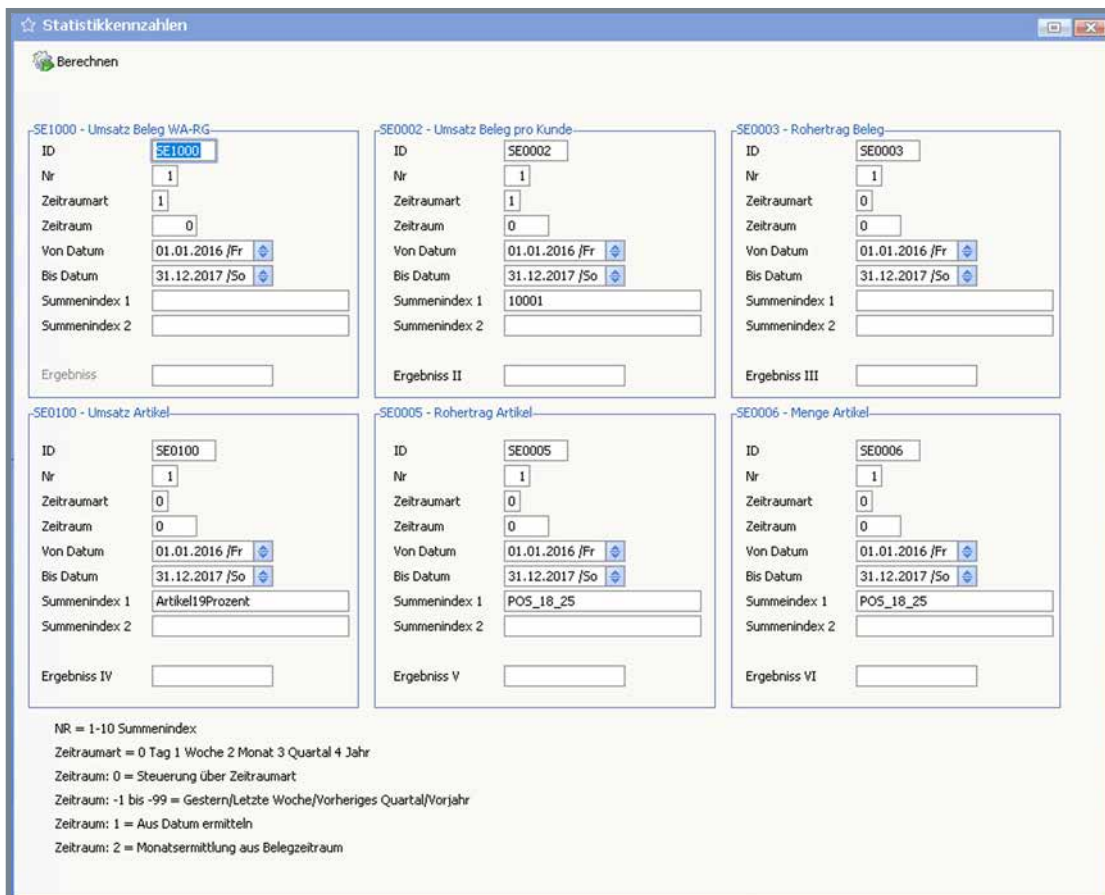 Statistikkennzahlen
Berechnen
SE1000 - Umsatz Beleg WA-RG
ID SE1000
Nr 1
Zeitraumart 1
Zeitraum 0
Von Datum 01.01.2016 /Fr
Bis Datum 31.12.2017 /So
Summenindex 1
Summenindex 2
Ergebniss
SE0002 - Umsatz Beleg pro Kunde
ID SE0002
Nr 1
Zeitraumart 1
Zeitraum 0
Von Datum 01.01.2016 /Fr
Bis Datum 31.12.2017 /So
Summenindex 1 10001
Summenindex 2
Ergebniss II
SE0003 - Rohertrag Beleg
ID SE0003
Nr 1
Zeitraumart 0
Zeitraum 0
Von Datum 01.01.2016 /Fr
Bis Datum 31.12.2017 /So
Summenindex 1
Summenindex 2
Ergebniss III
SE0100 - Umsatz Artikel
ID SE0100
Nr 1
Zeitraumart 0
Zeitraum 0
Von Datum 01.01.2016 /Fr
Bis Datum 31.12.2017 /So
Summenindex 1 Artikel19Prozent
Summenindex 2
Ergebniss IV
SE0005 - Rohertrag Artikel
ID SE0005
Nr 1
Zeitraumart 0
Zeitraum 0
Von Datum 01.01.2016 /Fr
Bis Datum 31.12.2017 /So
Summenindex 1 POS_18_25
Summenindex 2
Ergebniss V
SE0006 - Menge Artikel
ID SE0006
Nr 1
Zeitraumart 0
Zeitraum 0
Von Datum 01.01.2016 /Fr
Bis Datum 31.12.2017 /So
Summeindex 1 POS_18_25
Summenindex 2
Ergebniss VI
NR = 1-10 Summenindex
Zeitraumart = 0 Tag 1 Woche 2 Monat 3 Quartal 4 Jahr
Zeitraum: 0 = Steuerung über Zeitraumart
Zeitraum: -1 bis -99 = Gestern/Letzte Woche/Vorheriges Quartal/Vorjahr
Zeitraum: 1 = Aus Datum ermitteln
Zeitraum: 2 = Monatsermittlung aus Belegzeitraum